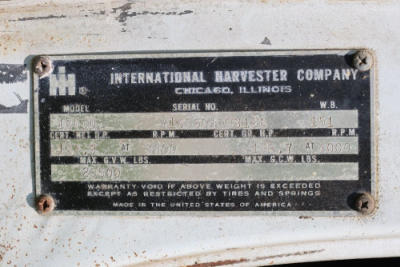 IH INTERNATIONAL HARVESTER COMPANY
CHICAGO, ILLINOIS
MODEL SERIAL NO. W.B.
151
CERT. NET H.P. R.P.M. CERT. GR. H.P. R.P.M.
AT AT
MAX. G.V.W. LBS. MAX. G.C.W. LBS.
WARRANTY VOID IF ABOVE WEIGHT IS EXCEEDED
EXCEPT AS RESTRICTED BY TIRES AND SPRINGS
MADE IN THE UNITED STATES OF AMERICA